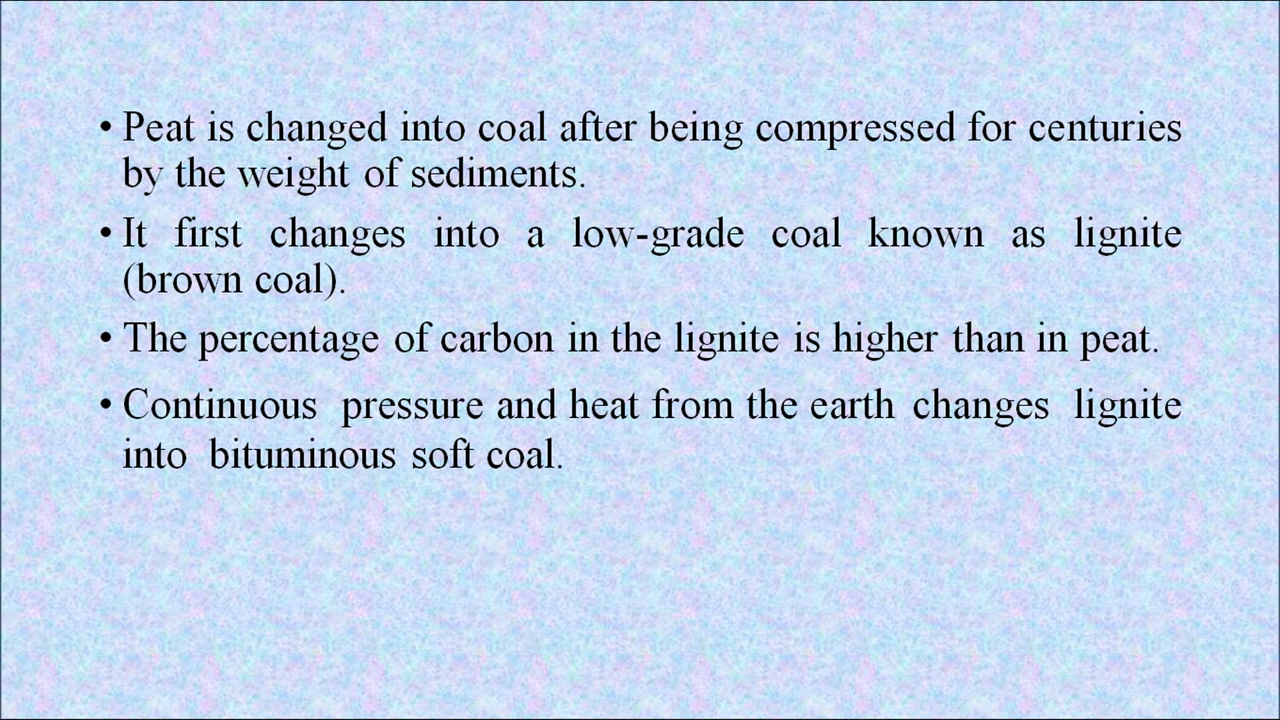 • Peat is changed into coal after being compressed for centuries
by the weight of sediments.
• It first changes into a low-grade coal known as lignite
(brown coal).
• The percentage of carbon in the lignite is higher than in peat.
• Continuous pressure and heat from the earth changes lignite
into bituminous soft coal.